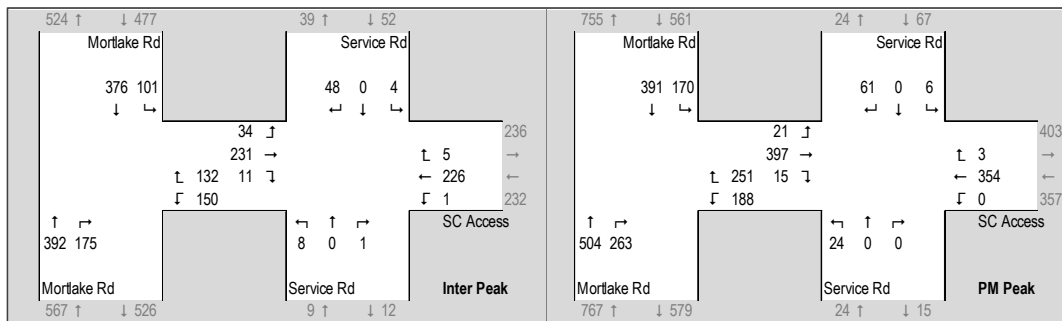 524 ↑ ↓ 477 39 ↑ ↓ 52 755 ↑ ↓ 561 24 ↑ ↓ 67
Mortlake Rd Service Rd Mortlake Rd Service Rd
376 101 48 0 4 391 170 61 0 6
↓ ↳ ↵ ↓ ↳ ↓ ↳ ↵ ↓ ↳
34 ↱ 236 21 ↱ 403
231 → ↰ 5 → 397 → ↰ 3 →
↰ 132 11 ↴ ← 226 ← ↰ 251 15 ↴ ← 354 ←
↲ 150 ↲ 1 232 ↲ 188 ↲ 0 357
↑ ↱ ↰ ↑ ↱ SC Access ↑ ↱ ↰ ↑ ↱ SC Access
392 175 8 0 1 504 263 24 0 0
Mortlake Rd Service Rd Inter Peak Mortlake Rd Service Rd PM Peak
567 ↑ ↓ 526 9 ↑ ↓ 12 767 ↑ ↓ 579 24 ↑ ↓ 15